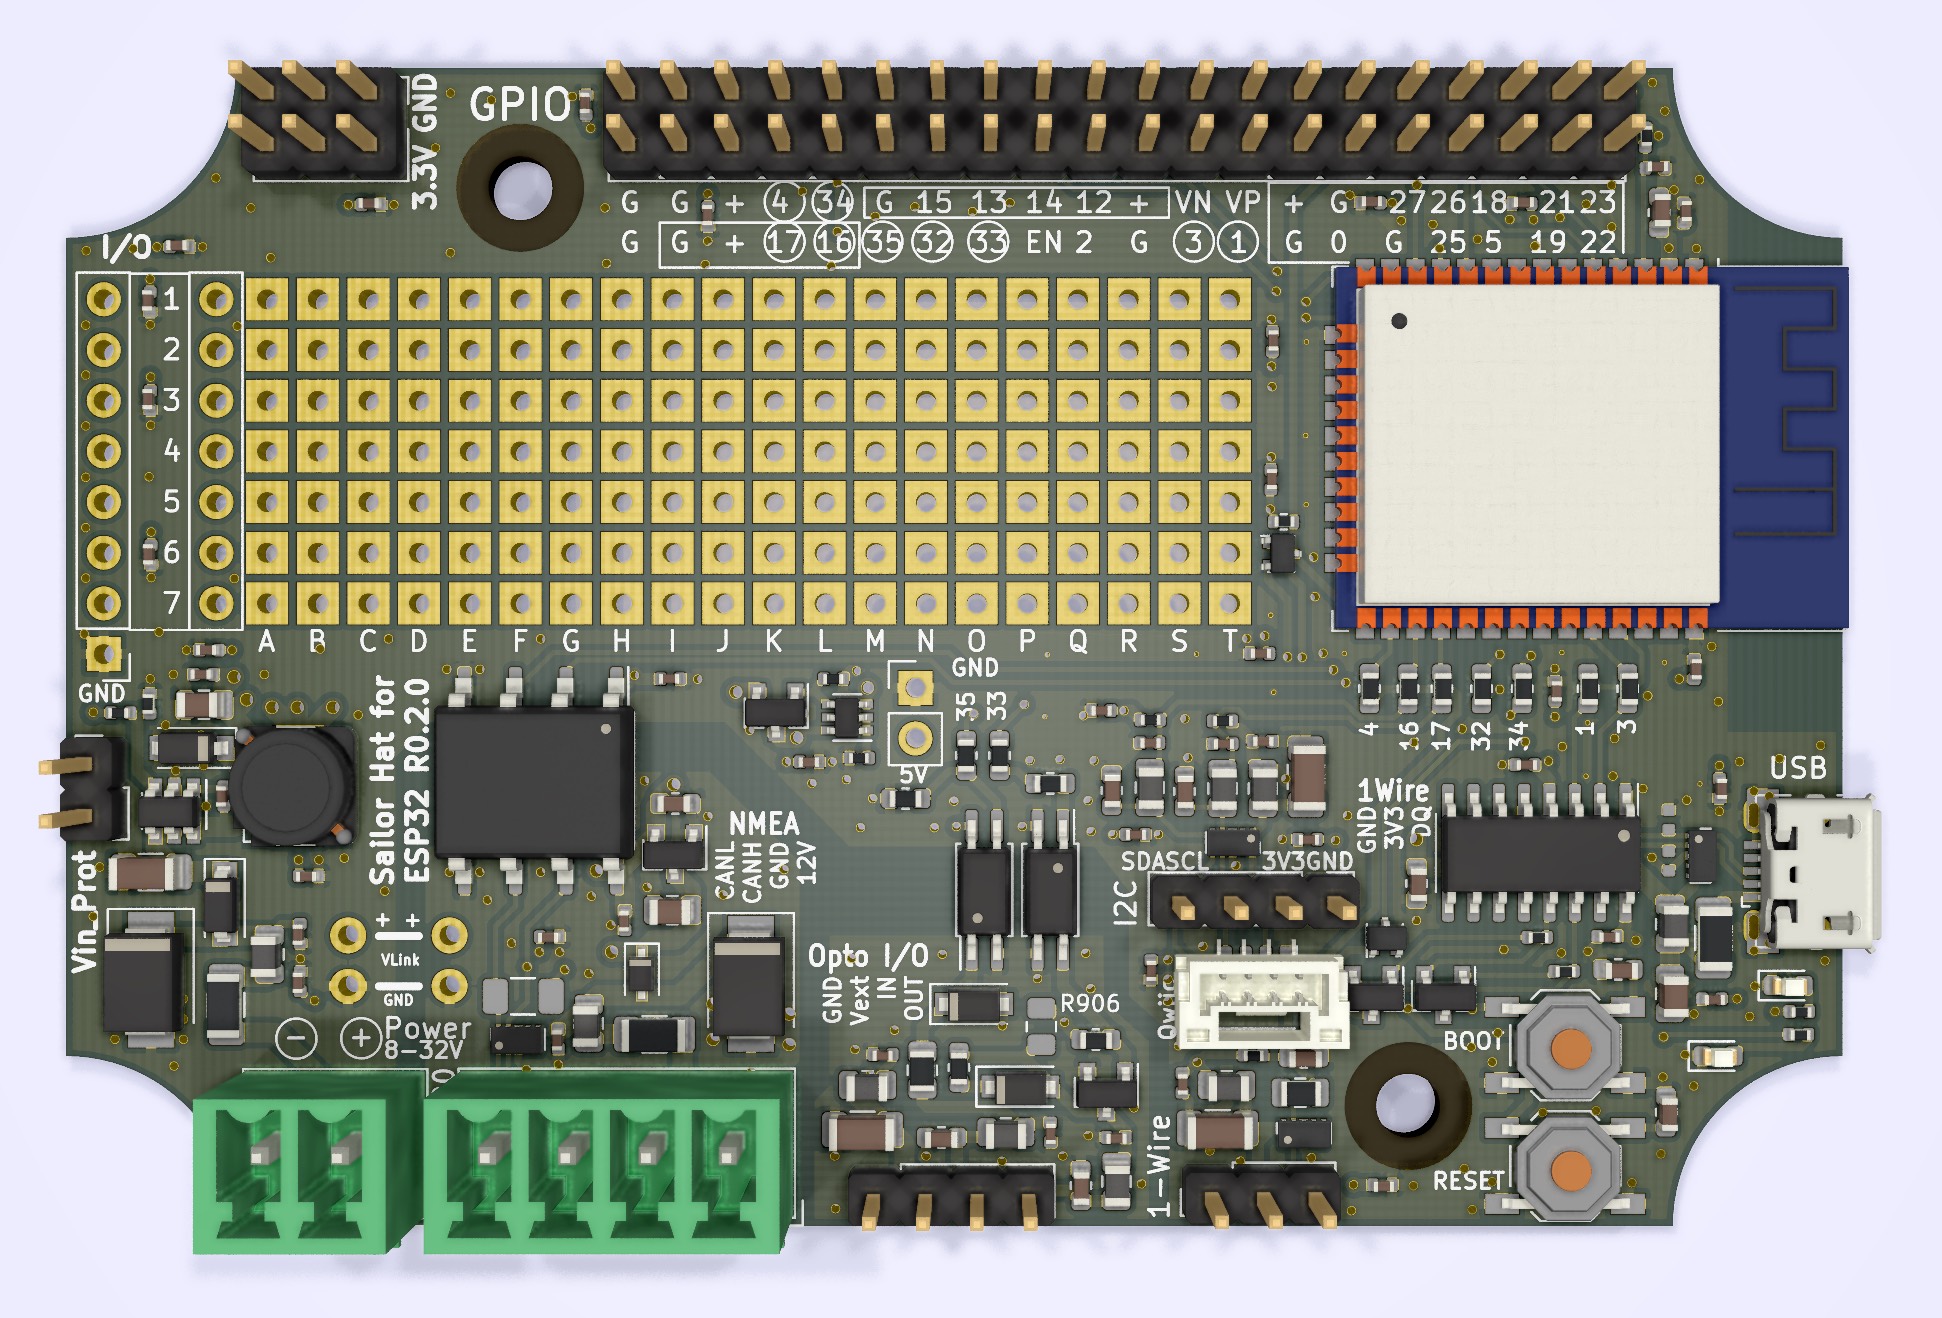 3.3V GND
GPIO
G G + 4 34 G 15 13 14 12 + VN VP + G 27 26 18 21 23
G G + 17 16 35 32 33 EN 2 G 3 1 G 0 G 25 5 19 22
I/O
1
2
3
4
5
6
7
A B C D E F G H I J K L M N O P Q R S T
GND
Sailor Hat for
ESP32 R0.2.0
GND
35 33
5V
4 16 17 32 34 1 3
USB
1Wire
GND
3V3
DQ
NMEA
CANL
CANH
GND
12V
SDA SCL 3V3 GND
I2C
Vin_Prot
+ +
VLink
GND
Opto I/O
GND
Vext
IN
OUT
R906
- + Power
8-32V
BOOT
RESET
1-Wire